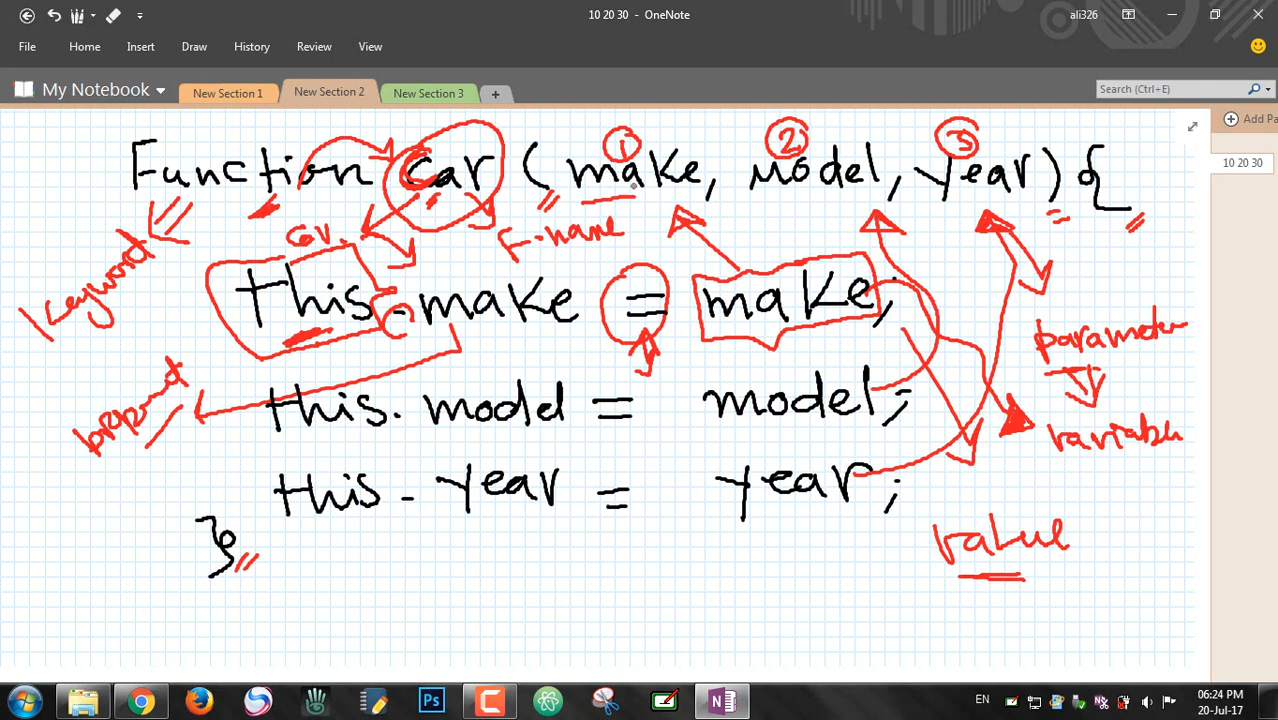 10 20 30 - OneNote
ali326
File Home Insert Draw History Review View
My Notebook
New Section 1 New Section 2 New Section 3
Search (Ctrl+E)
Add Pa
10 20 30
1 2 3
Function Car ( make, Model, year) {
F-name
Keyword
this.make = make;
parameter
property
this.model = model;
variable
this.year = year;
}
value
Ps
N
EN
06:24 PM
20-Jul-17